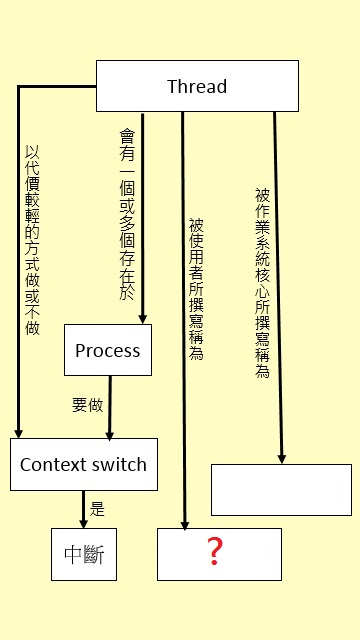 Thread
以代價較輕的方式做或不做
會有一個或多個存在於
被使用者所撰寫稱為
被作業系統核心所撰寫稱為
Process
要做
Context switch
是
中斷
?